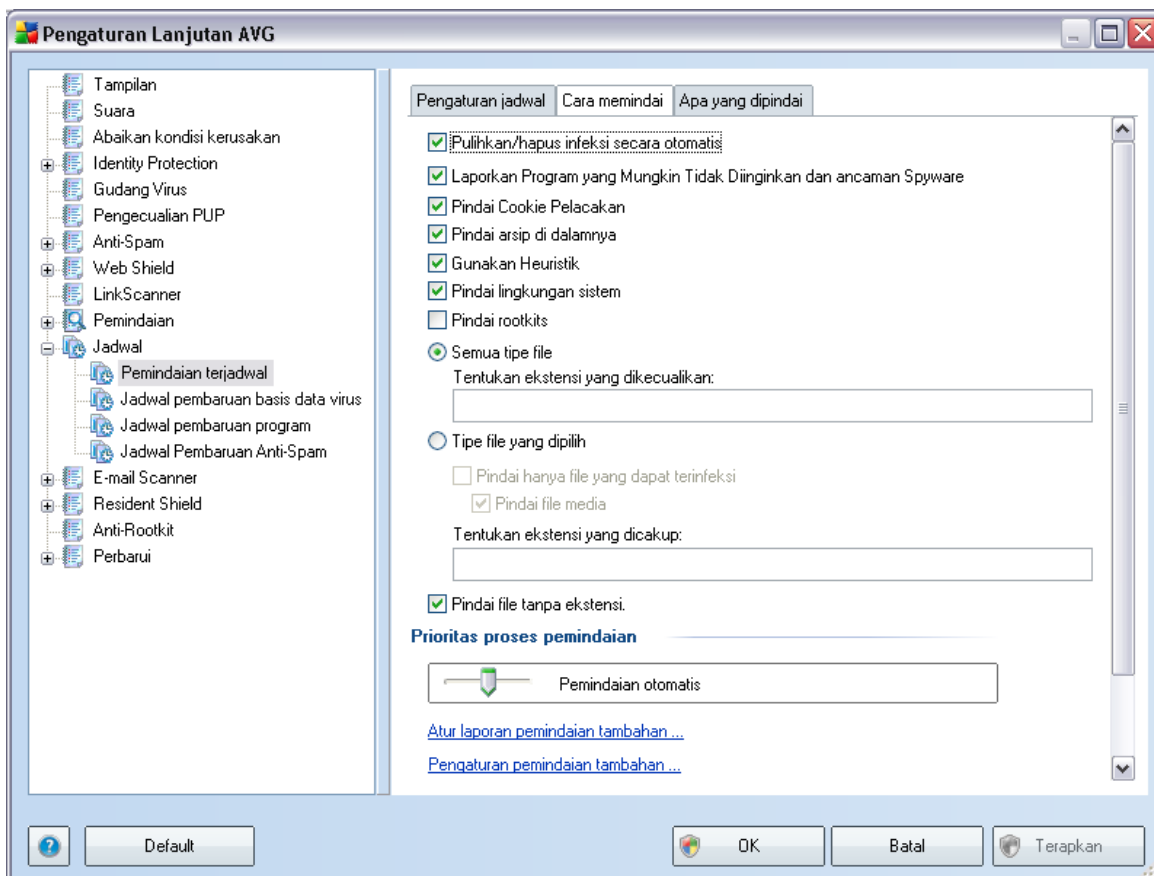 Pengaturan Lanjutan AVG
Tampilan
Suara
Abaikan kondisi kerusakan
Identity Protection
Gudang Virus
Pengecualian PUP
Anti-Spam
Web Shield
LinkScanner
Pemindaian
Jadwal
Pemindaian terjadwal
Jadwal pembaruan basis data virus
Jadwal pembaruan program
Jadwal Pembaruan Anti-Spam
E-mail Scanner
Resident Shield
Anti-Rootkit
Perbarui
Pengaturan jadwal
Cara memindai
Apa yang dipindai
Pulihkan/hapus infeksi secara otomatis
Laporkan Program yang Mungkin Tidak Diinginkan dan ancaman Spyware
Pindai Cookie Pelacakan
Pindai arsip di dalamnya
Gunakan Heuristik
Pindai lingkungan sistem
Pindai rootkits
Semua tipe file
Tentukan ekstensi yang dikecualikan:
Tipe file yang dipilih
Pindai hanya file yang dapat terinfeksi
Pindai file media
Tentukan ekstensi yang dicakup:
Pindai file tanpa ekstensi.
Prioritas proses pemindaian
Pemindaian otomatis
Atur laporan pemindaian tambahan ...
Pengaturan pemindaian tambahan ...
Default
OK
Batal
Terapkan